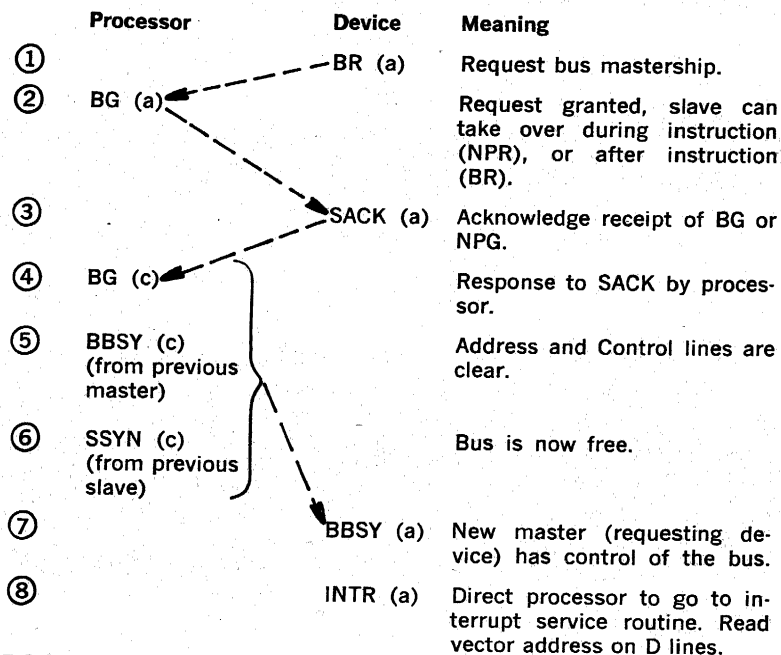 Processor Device Meaning
① BR (a) Request bus mastership.
② BG (a) Request granted, slave can
take over during instruction
(NPR), or after instruction
(BR).
③ SACK (a) Acknowledge receipt of BG or
NPG.
④ BG (c) Response to SACK by proces-
sor.
⑤ BBSY (c) Address and Control lines are
(from previous clear.
master)
⑥ SSYN (c) Bus is now free.
(from previous
slave)
⑦ BBSY (a) New master (requesting de-
vice) has control of the bus.
⑧ INTR (a) Direct processor to go to in-
terrupt service routine. Read
vector address on D lines.